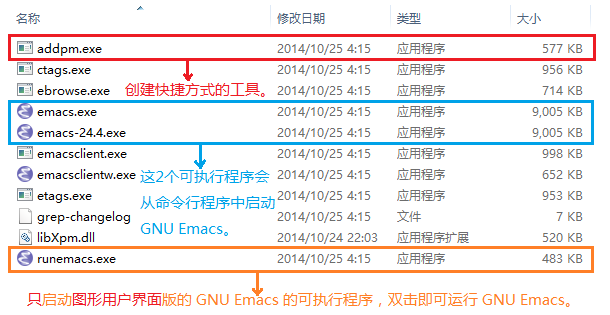 名称 修改日期 类型 大小
addpm.exe 2014/10/25 4:15 应用程序 577 KB
ctags.exe 2014/10/25 4:15 应用程序 956 KB
ebrowse.exe 创建快捷方式的工具。 2014/10/25 4:15 应用程序 714 KB
emacs.exe 2014/10/25 4:15 应用程序 9,005 KB
emacs-24.4.exe 2014/10/25 4:15 应用程序 9,005 KB
emacsclient.exe 2014/10/25 4:15 应用程序 998 KB
emacsclientw.exe 这2个可执行程序会 2014/10/25 4:15 应用程序 652 KB
etags.exe 从命令行程序中启动 2014/10/25 4:15 应用程序 953 KB
grep-changelog GNU Emacs。 2014/10/25 4:15 文件 7 KB
libXpm.dll 2014/10/24 22:03 应用程序扩展 520 KB
runemacs.exe 2014/10/25 4:15 应用程序 483 KB
只启动图形用户界面版的 GNU Emacs 的可执行程序，双击即可运行 GNU Emacs。